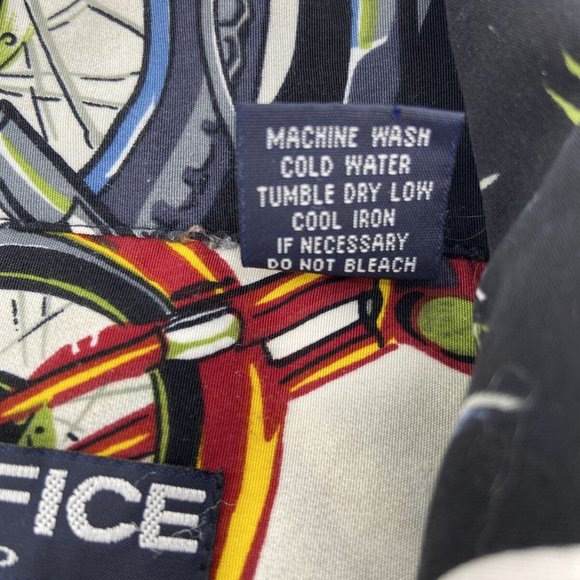 MACHINE WASH
COLD WATER
TUMBLE DRY LOW
COOL IRON
IF NECESSARY
DO NOT BLEACH
FICE